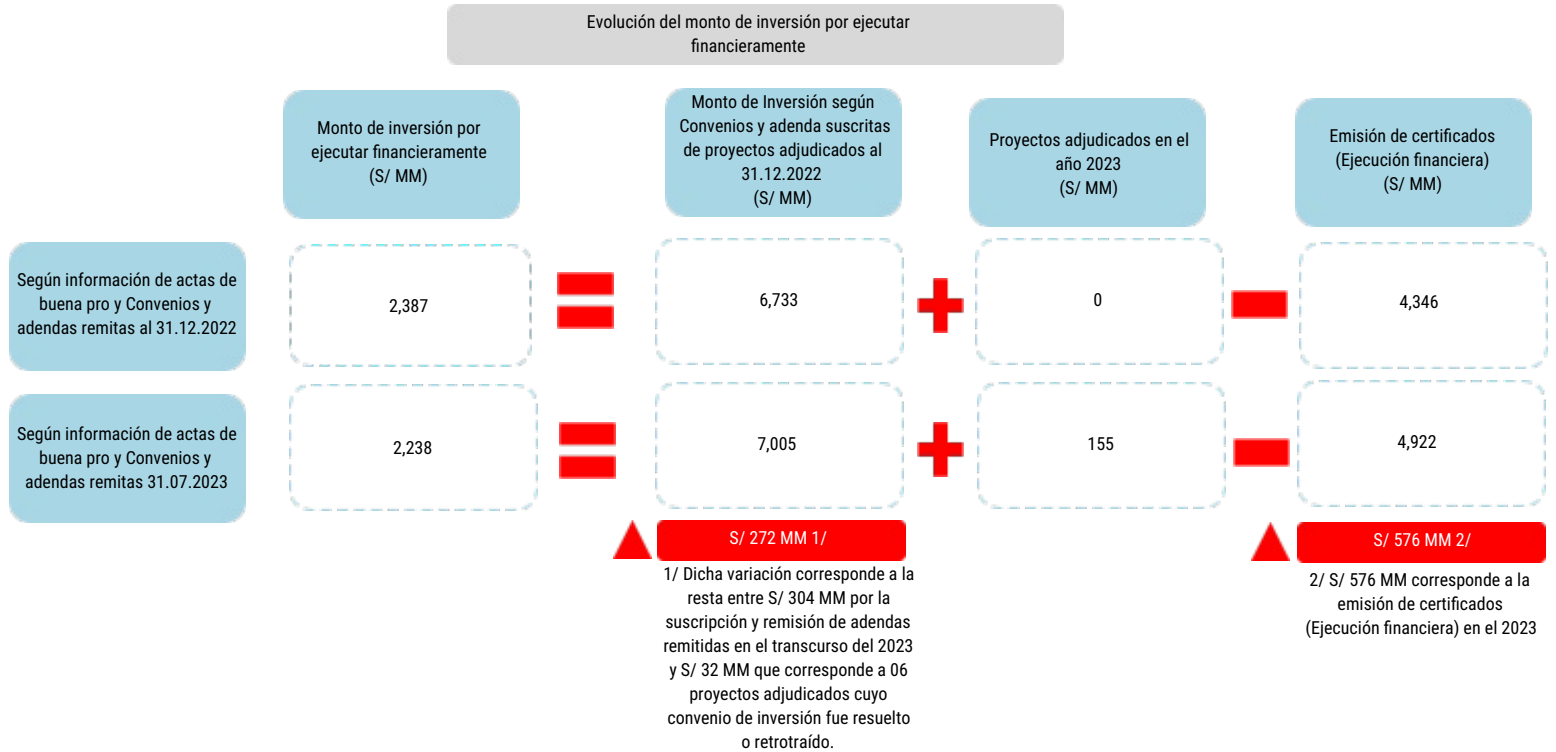 Evolución del monto de inversión por ejecutar
financieramente
Monto de inversión por
ejecutar financieramente
(S/ MM)
Monto de Inversión según
Convenios y adenda suscritas
de proyectos adjudicados al
31.12.2022
(S/ MM)
Proyectos adjudicados en el
año 2023
(S/ MM)
Emisión de certificados
(Ejecución financiera)
(S/ MM)
Según información de actas de
buena pro y Convenios y
adendas remitas al 31.12.2022
2,387
6,733
0
4,346
Según información de actas de
buena pro y Convenios y
adendas remitas 31.07.2023
2,238
7,005
155
4,922
S/ 272 MM 1/
1/ Dicha variación corresponde a la
resta entre S/ 304 MM por la
suscripción y remisión de adendas
remitidas en el transcurso del 2023
y S/ 32 MM que corresponde a 06
proyectos adjudicados cuyo
convenio de inversión fue resuelto
o retrotraído.
S/ 576 MM 2/
2/ S/ 576 MM corresponde a la
emisión de certificados
(Ejecución financiera) en el 2023